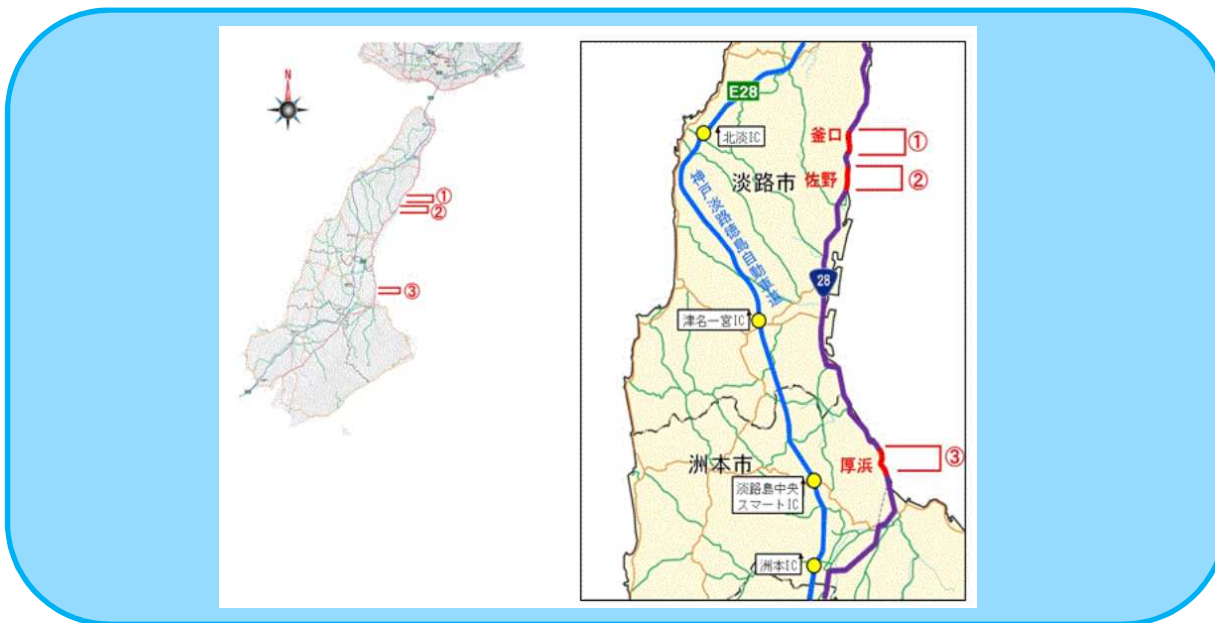 N
①
②
③
E28
北淡IC
釜口
①
淡路市
佐野
②
神戸淡路徳島自動車道
28
津名一宮IC
洲本市
厚浜
③
淡路島中央
スマートIC
洲本IC